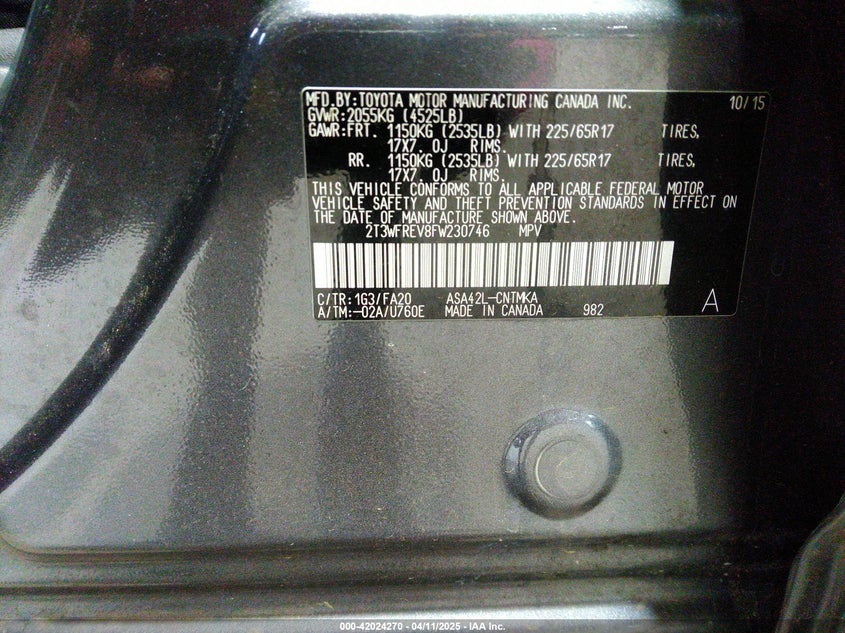 MFD.BY:TOYOTA MOTOR MANUFACTURING CANADA INC. 10/15
GVWR:2055KG (4525LB)
GAWR:FRT. 1150KG (2535LB) WITH 225/65R17 TIRES,
17X7. 0J RIMS.
RR. 1150KG (2535LB) WITH 225/65R17 TIRES,
17X7. 0J RIMS.
THIS VEHICLE CONFORMS TO ALL APPLICABLE FEDERAL MOTOR
VEHICLE SAFETY AND THEFT PREVENTION STANDARDS IN EFFECT ON
THE DATE OF MANUFACTURE SHOWN ABOVE.
2T3WFREV8FW230746 MPV
C/TR:1G3/FA20 ASA42L-CNTMKA
A/TM:-02A/U760E MADE IN CANADA 982 A
000-42024270 - 04/11/2025 - IAA Inc.